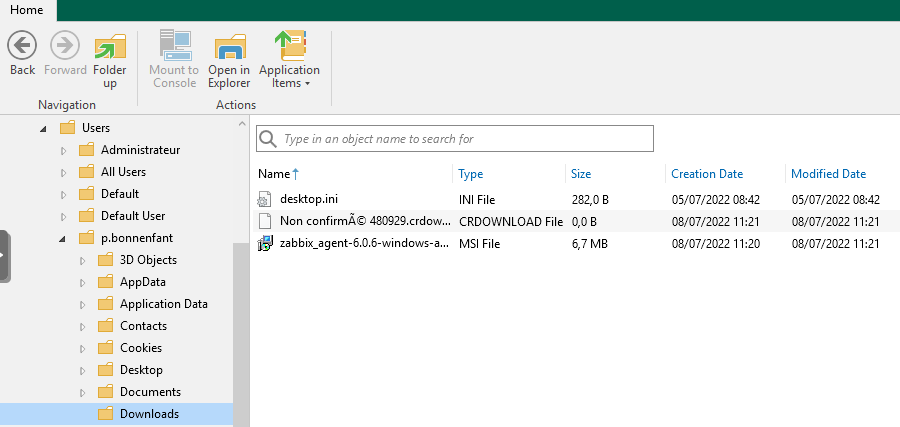 Home
Back Forward Folder up
Mount to Console Open in Explorer Application Items
Navigation Actions
Users
Administrateur
All Users
Default
Default User
p.bonnenfant
3D Objects
AppData
Application Data
Contacts
Cookies
Desktop
Documents
Downloads
Type in an object name to search for
Name Type Size Creation Date Modified Date
desktop.ini INI File 282,0 B 05/07/2022 08:42 05/07/2022 08:42
Non confirmÃ© 480929.crdow... CRDOWNLOAD File 0,0 B 08/07/2022 11:21 08/07/2022 11:21
zabbix_agent-6.0.6-windows-a... MSI File 6,7 MB 08/07/2022 11:20 08/07/2022 11:21